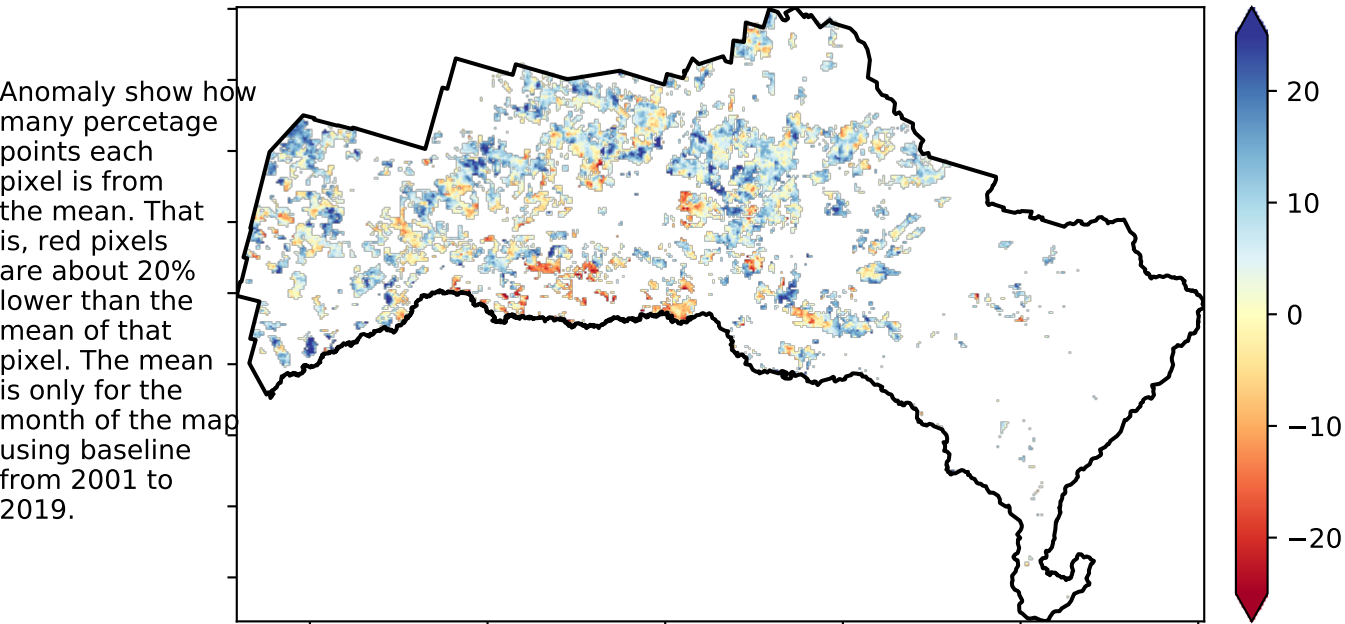 Anomaly show how
many percetage
points each
pixel is from
the mean. That
is, red pixels
are about 20%
lower than the
mean of that
pixel. The mean
is only for the
month of the map
using baseline
from 2001 to
2019.
20
10
0
−10
−20